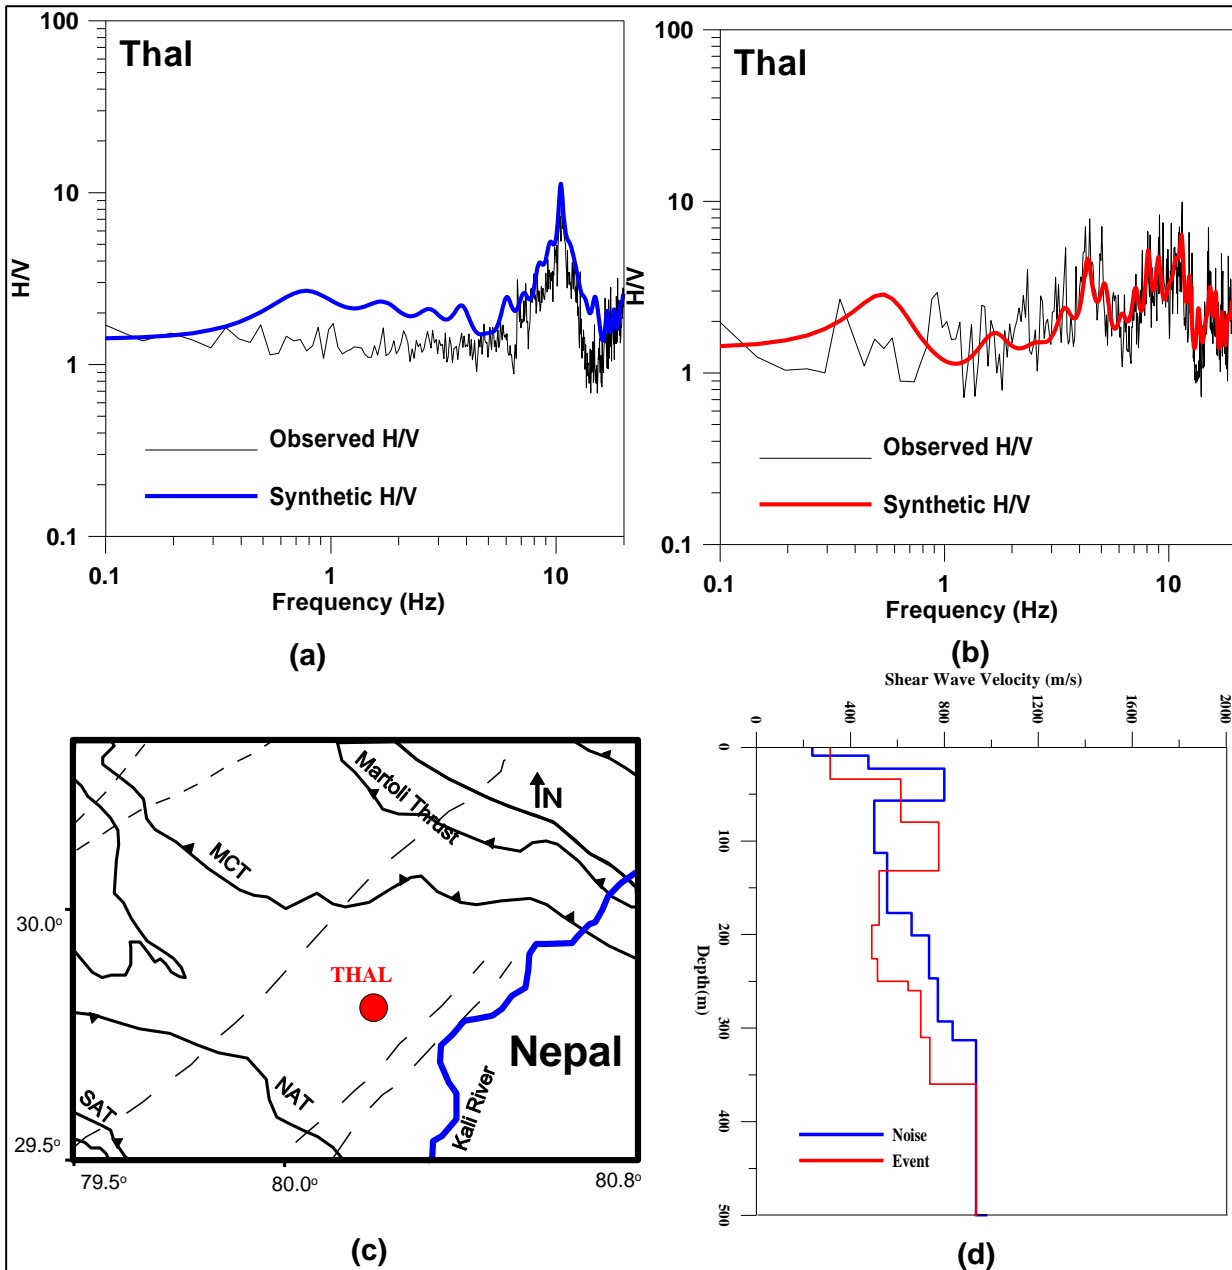 100
Thal
10
H/V
1
Observed H/V
Synthetic H/V
0.1
0.1
1
10
Frequency (Hz)
(a)
100
Thal
10
H/V
1
Observed H/V
Synthetic H/V
0.1
0.1
1
10
Frequency (Hz)
(b)
Martoli Thrust
N
MCT
30.0°
THAL
Nepal
NAT
SAT
Kali River
29.5°
79.5°
80.0°
80.8°
(c)
Shear Wave Velocity (m/s)
0
400
800
1200
1600
2000
0
100
200
300
400
500
Depth(m)
Noise
Event
(d)